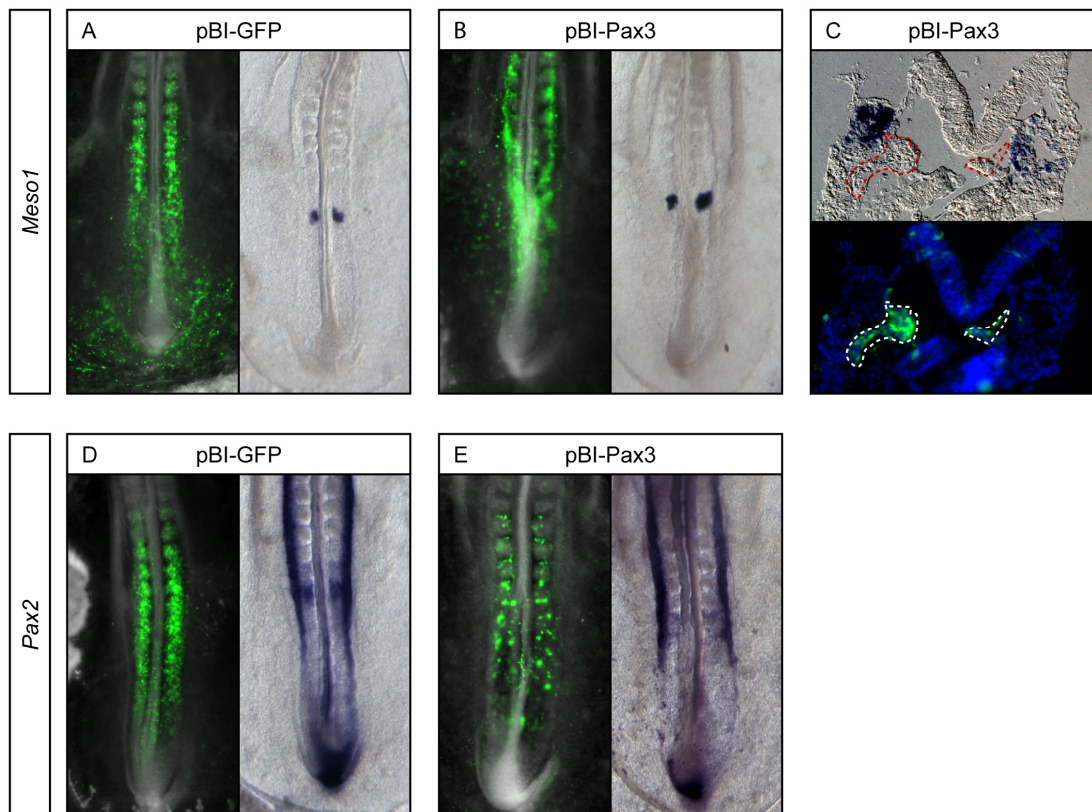 A pBI-GFP
B pBI-Pax3
C pBI-Pax3
Meso1
D pBI-GFP
E pBI-Pax3
Pax2